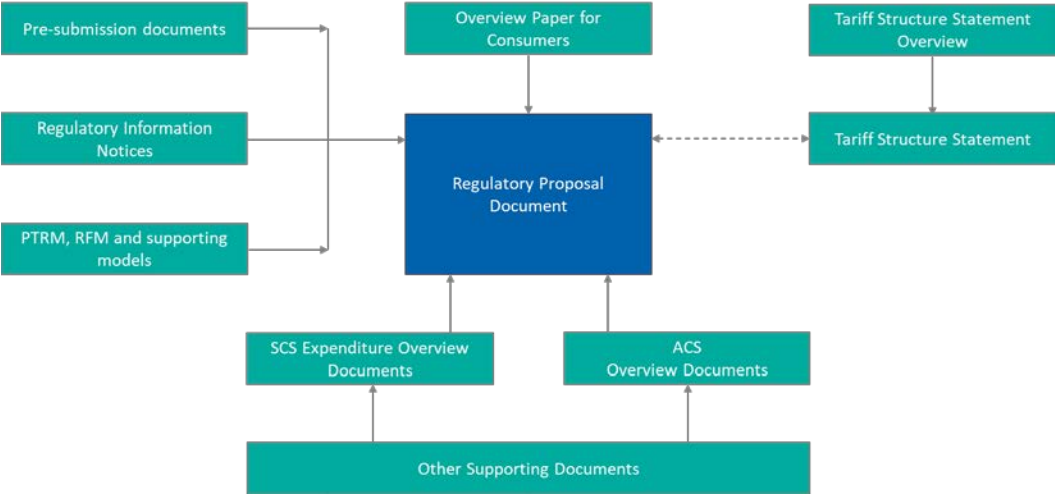 Pre-submission documents
Overview Paper for
Consumers
Tariff Structure Statement
Overview
Regulatory Information
Notices
Regulatory Proposal
Document
Tariff Structure Statement
PTRM, RFM and supporting
models
SCS Expenditure Overview
Documents
ACS
Overview Documents
Other Supporting Documents